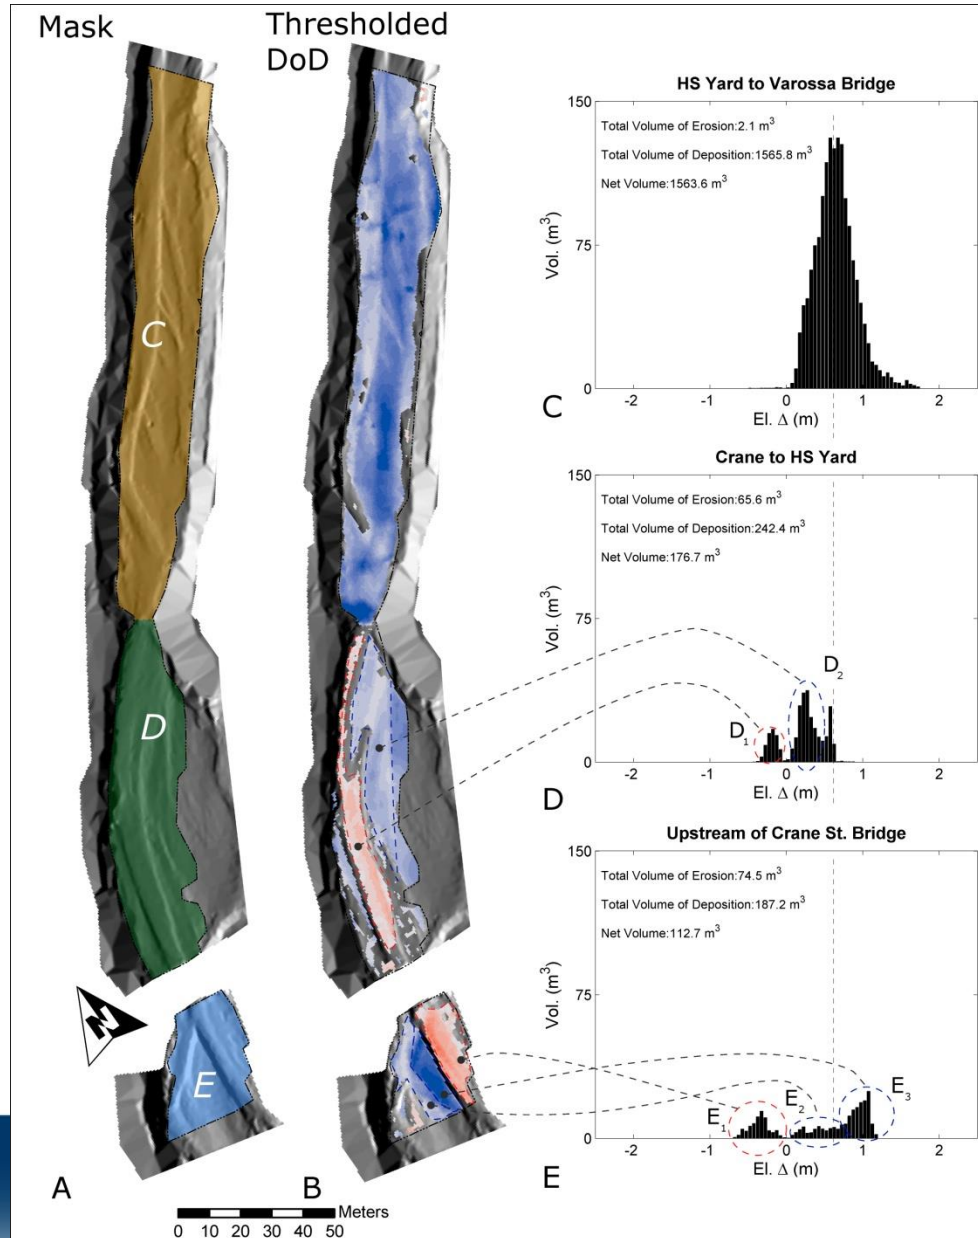 Mask
Thresholded
DoD
C
D
E
N
A
B
Meters
0 10 20 30 40 50
HS Yard to Varossa Bridge
150
Total Volume of Erosion:2.1 m³
Total Volume of Deposition:1565.8 m³
Net Volume:1563.6 m³
Vol. (m³)
75
0
-2 -1 0 1 2
C
El. Δ (m)
Crane to HS Yard
150
Total Volume of Erosion:65.6 m³
Total Volume of Deposition:242.4 m³
Net Volume:176.7 m³
Vol. (m³)
75
D₂
D₁
0
-2 -1 0 1 2
D
El. Δ (m)
Upstream of Crane St. Bridge
150
Total Volume of Erosion:74.5 m³
Total Volume of Deposition:187.2 m³
Net Volume:112.7 m³
Vol. (m³)
75
E₁ E₂ E₃
0
-2 -1 0 1 2
E
El. Δ (m)